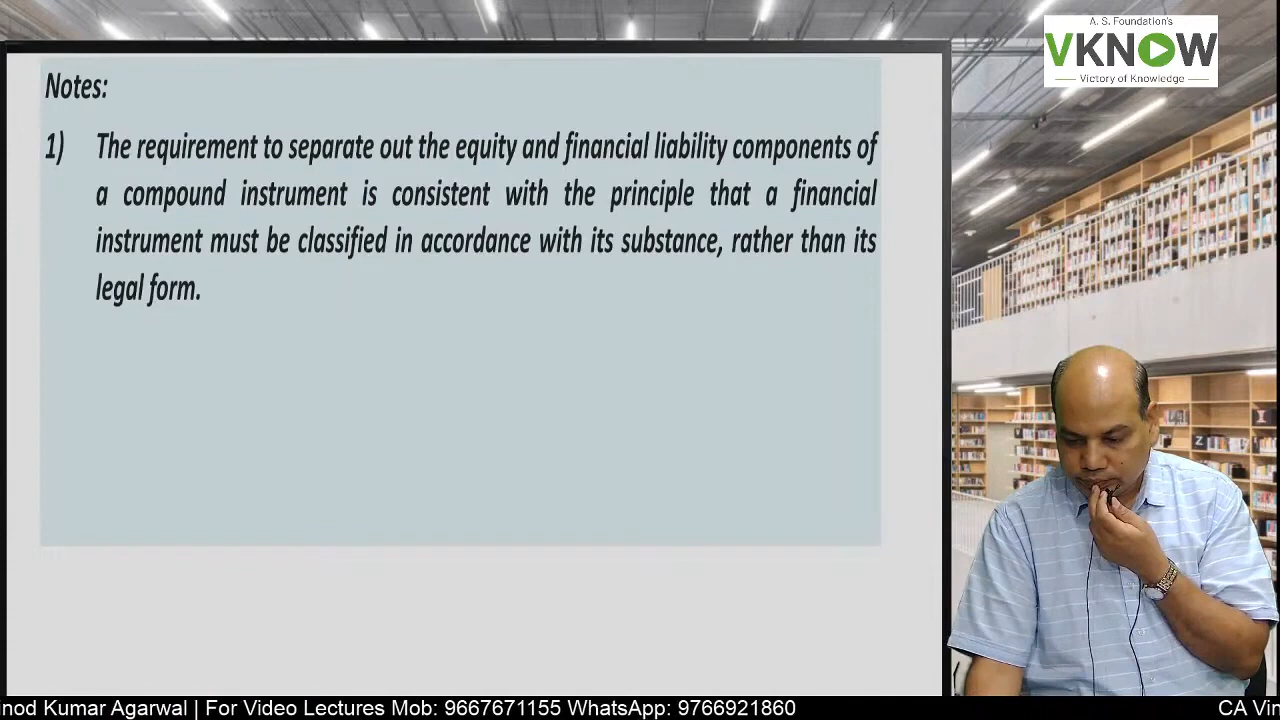 A. S. Foundation's
VKNOW
Victory of Knowledge
Notes:
1) The requirement to separate out the equity and financial liability components of
a compound instrument is consistent with the principle that a financial
instrument must be classified in accordance with its substance, rather than its
legal form.
Z
inod Kumar Agarwal | For Video Lectures Mob: 9667671155 WhatsApp: 9766921860 CA Vin